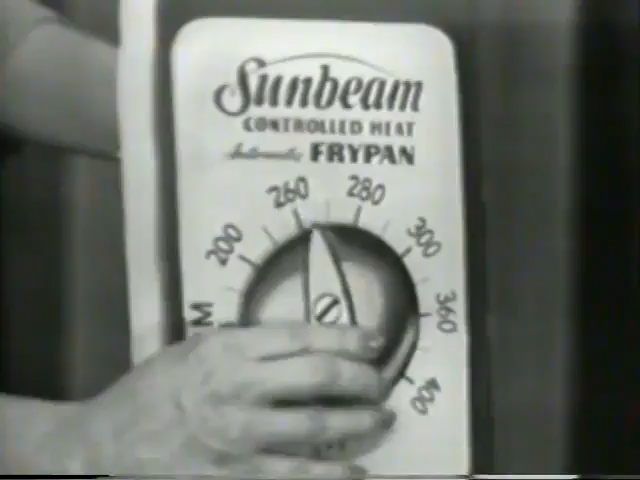 Sunbeam
CONTROLLED HEAT
Automatic FRYPAN
260 280
200 300
M 360
400